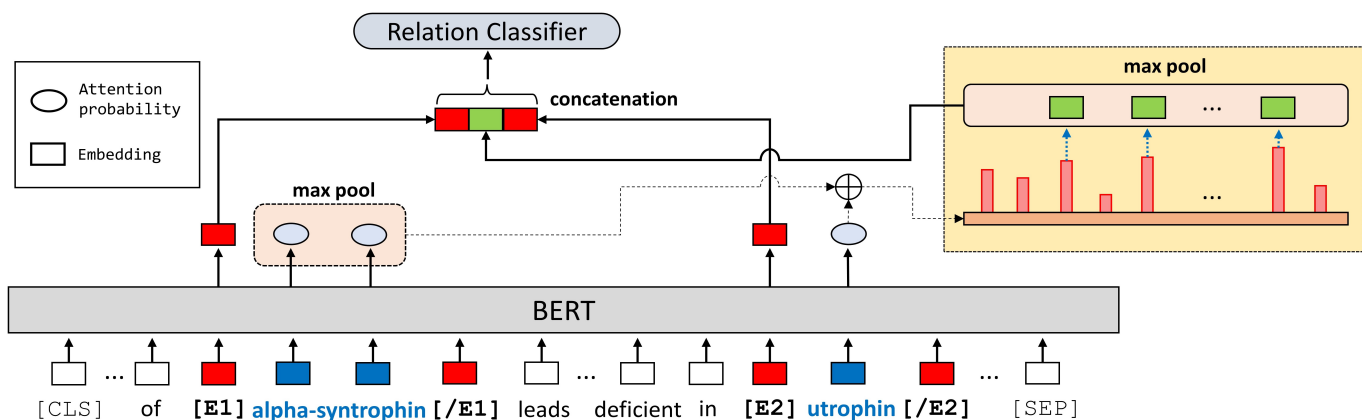 Relation Classifier
max pool
Attention
probability
concatenation
...
Embedding
max pool
...
BERT
... ... ...
[CLS] of [E1] alpha-syntrophin [/E1] leads deficient in [E2] utrophin [/E2] [SEP]